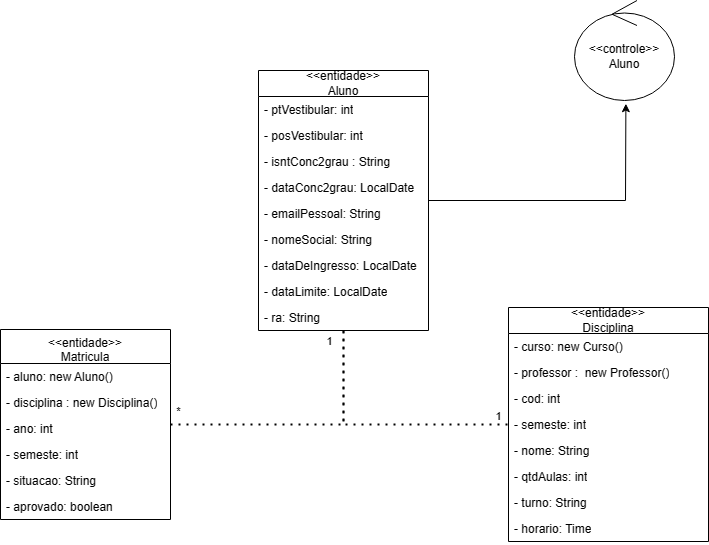 <<controle>>
Aluno
<<entidade>>
Aluno
- ptVestibular: int
- posVestibular: int
- isntConc2grau : String
- dataConc2grau: LocalDate
- emailPessoal: String
- nomeSocial: String
- dataDeIngresso: LocalDate
- dataLimite: LocalDate
- ra: String
1
<<entidade>>
Matricula
- aluno: new Aluno()
- disciplina : new Disciplina()
- ano: int
- semeste: int
- situacao: String
- aprovado: boolean
*
1
<<entidade>>
Disciplina
- curso: new Curso()
- professor : new Professor()
- cod: int
- semeste: int
- nome: String
- qtdAulas: int
- turno: String
- horario: Time